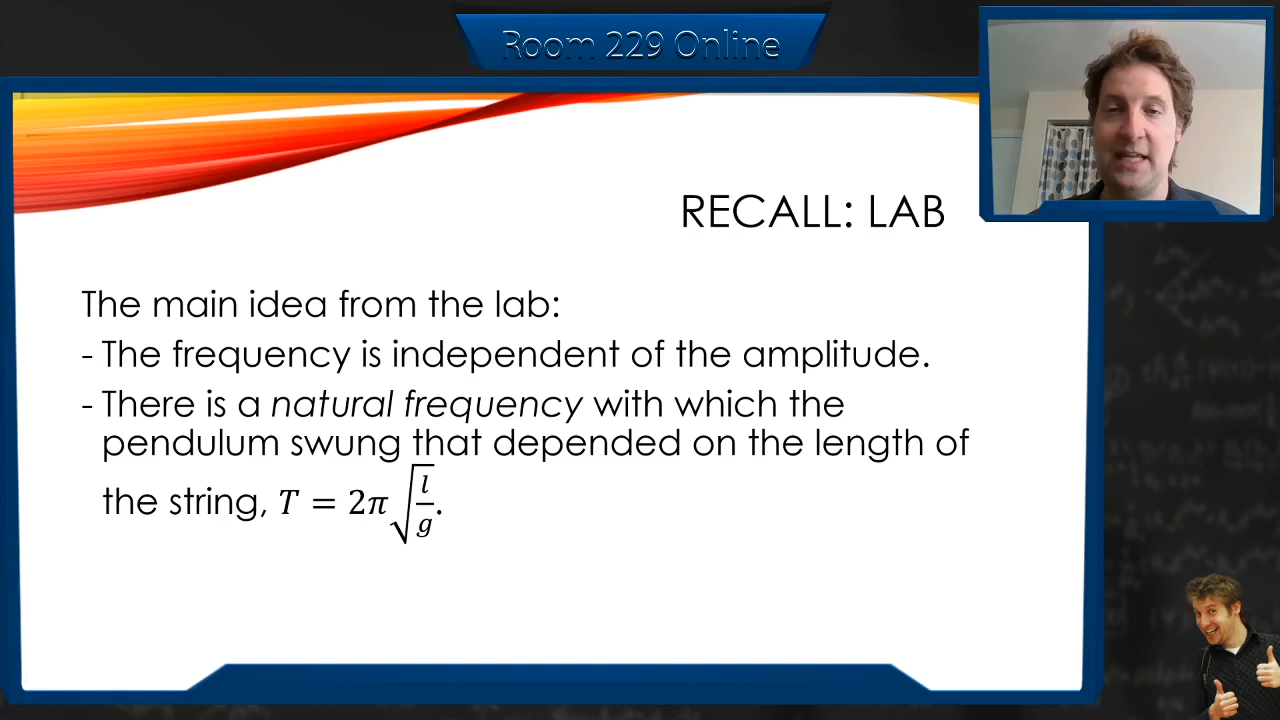 Room 229 Online
RECALL: LAB
The main idea from the lab:
- The frequency is independent of the amplitude.
- There is a natural frequency with which the
pendulum swung that depended on the length of
the string, T = 2π√(l/g).